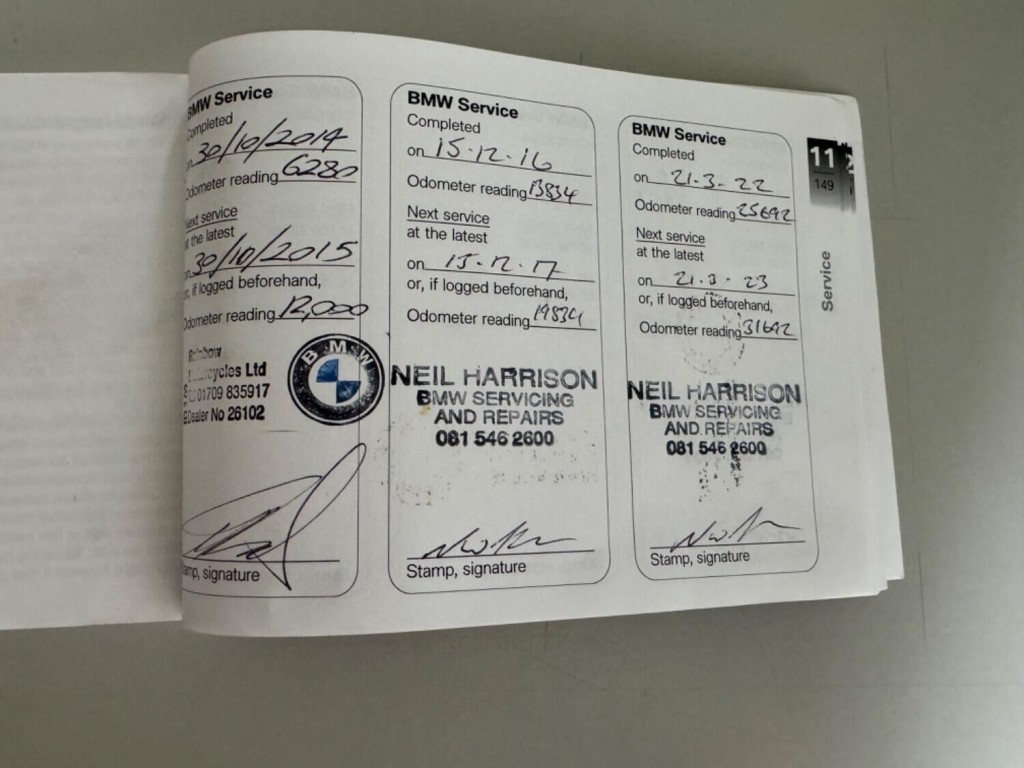 BMW Service
Completed
on 30/10/2014
Odometer reading 6280
Next service
at the latest
on 30/10/2015
or, if logged beforehand,
Odometer reading 12,000
Rainbow
Motorcycles Ltd
01709 835917
Dealer No 26102
BMW
Stamp, signature
BMW Service
Completed
on 15.12.16
Odometer reading 13834
Next service
at the latest
on 15.12.17
or, if logged beforehand,
Odometer reading 19834
NEIL HARRISON
BMW SERVICING
AND REPAIRS
081 546 2600
Stamp, signature
BMW Service
Completed
on 21.3.22
Odometer reading 25692
Next service
at the latest
on 21.3.23
or, if logged beforehand,
Odometer reading 31692
NEIL HARRISON
BMW SERVICING
AND REPAIRS
081 546 2600
Stamp, signature
11
149
Service